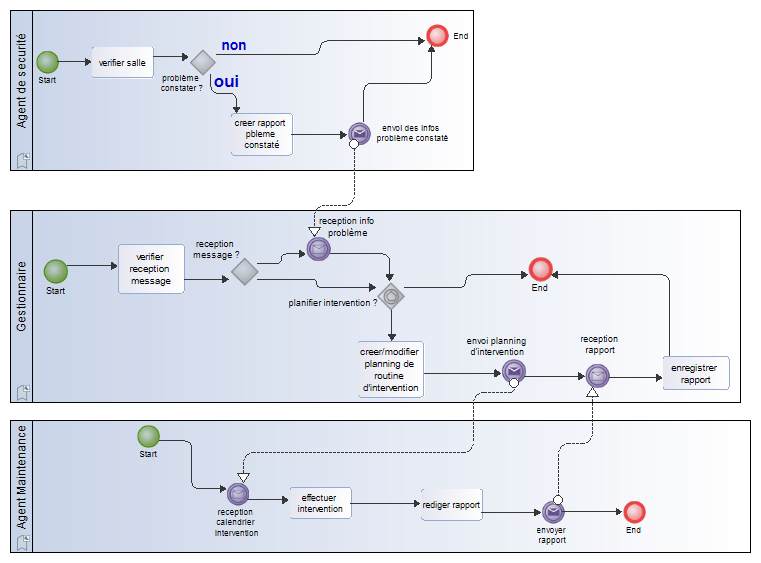 Agent de securité
non
End
verifier salle
Start
problème
constater ?
oui
creer rapport
pbleme
constaté
envoi des infos
problème constaté
Gestionnaire
reception info
problème
reception
message ?
verifier
reception
message
Start
End
planifier intervention ?
creer/modifier
planning de
routine
d'intervention
envoi planning
d'intervention
reception
rapport
enregistrer
rapport
Agent Maintenance
Start
reception
calendrier
intervention
effectuer
intervention
rediger rapport
envoyer
rapport
End